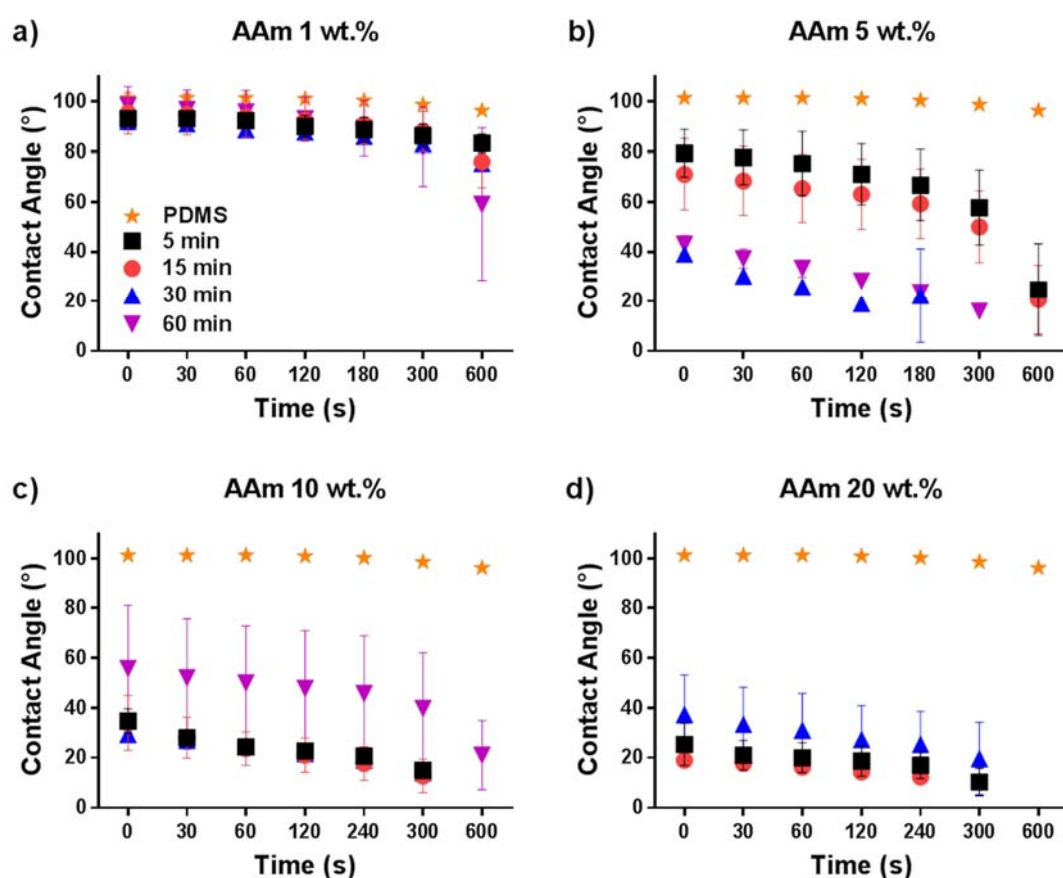 a) AAm 1 wt.%
Contact Angle (°)
100
80
60
40
20
0
PDMS
5 min
15 min
30 min
60 min
0 30 60 120 180 300 600
Time (s)
b) AAm 5 wt.%
Contact Angle (°)
100
80
60
40
20
0
0 30 60 120 180 300 600
Time (s)
c) AAm 10 wt.%
Contact Angle (°)
100
80
60
40
20
0
0 30 60 120 240 300 600
Time (s)
d) AAm 20 wt.%
Contact Angle (°)
100
80
60
40
20
0
0 30 60 120 240 300 600
Time (s)